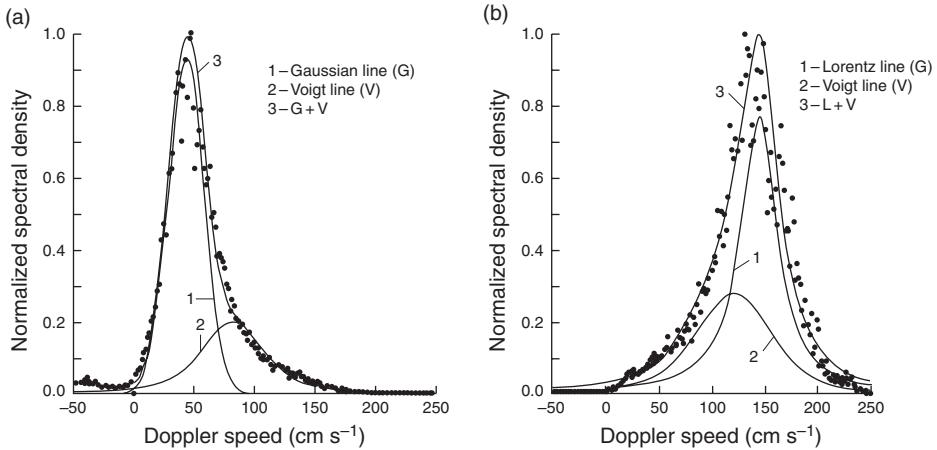 (a)
1.0
0.8
0.6
0.4
0.2
0.0
−50
0
50
100
150
200
250
Normalized spectral density
Doppler speed (cm s⁻¹)
1–Gaussian line (G)
2–Voigt line (V)
3–G+V
3
1
2
(b)
1.0
0.8
0.6
0.4
0.2
0.0
−50
0
50
100
150
200
250
Normalized spectral density
Doppler speed (cm s⁻¹)
1–Lorentz line (G)
2–Voigt line (V)
3–L+V
3
1
2